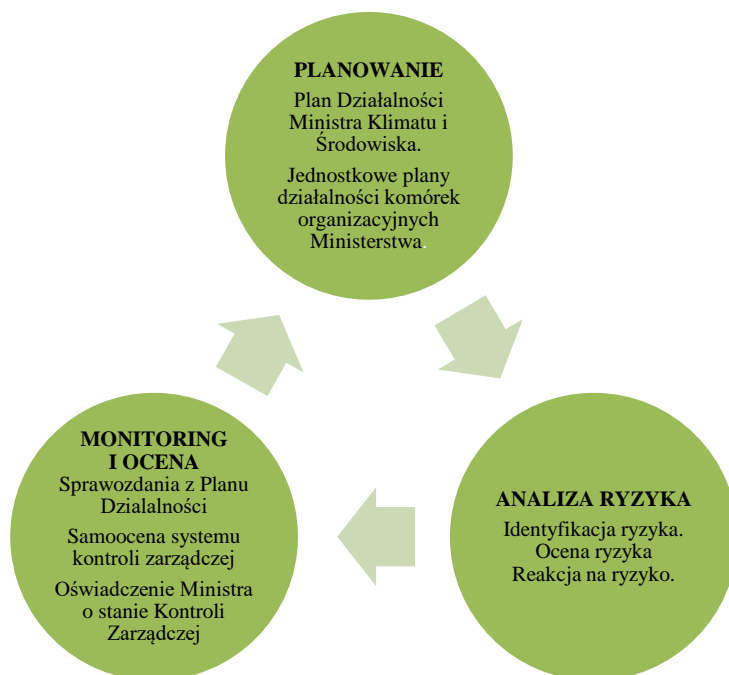 PLANOWANIE
Plan Działalności
Ministra Klimatu i
Środowiska.
Jednostkowe plany
działalności komórek
organizacyjnych
Ministerstwa.
MONITORING
I OCENA
Sprawozdania z Planu
Dzialalności
Samoocena systemu
kontroli zarządczej
Oświadczenie Ministra
o stanie Kontroli
Zarządczej
ANALIZA RYZYKA
Identyfikacja ryzyka.
Ocena ryzyka
Reakcja na ryzyko.